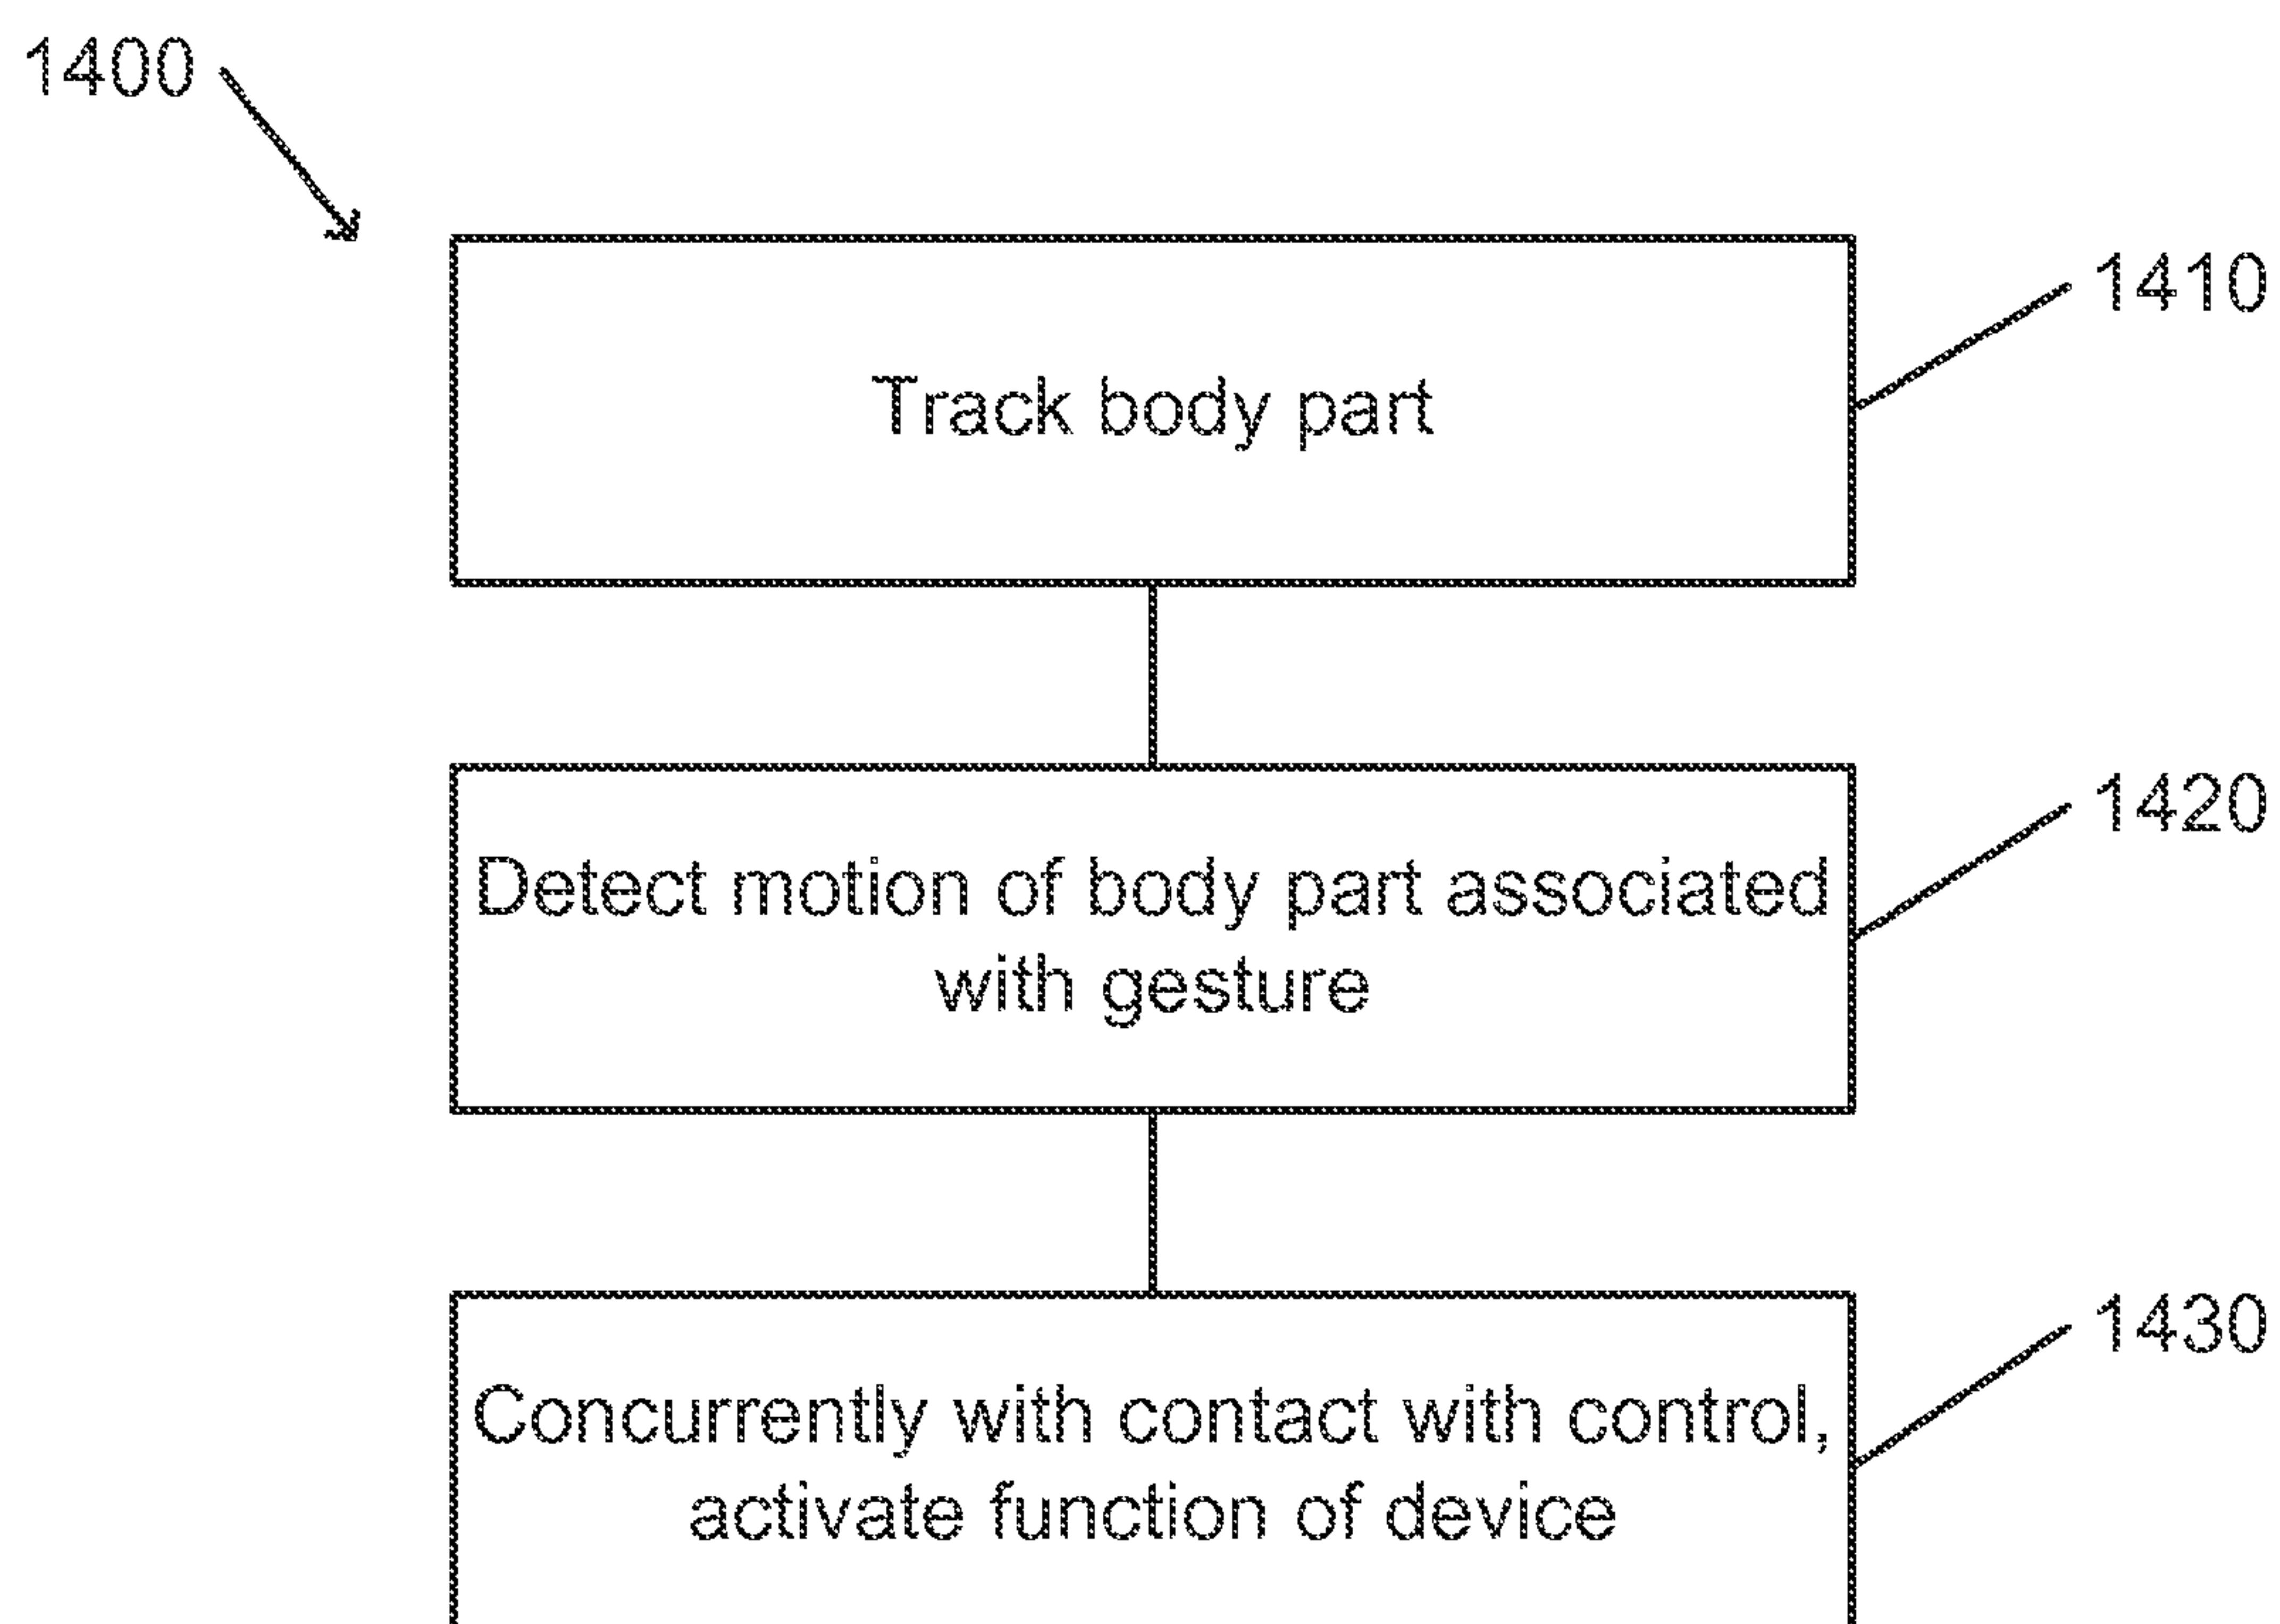 1400
1410
Track body part
1420
Detect motion of body part associated
with gesture
1430
Concurrently with contact with control,
activate function of device